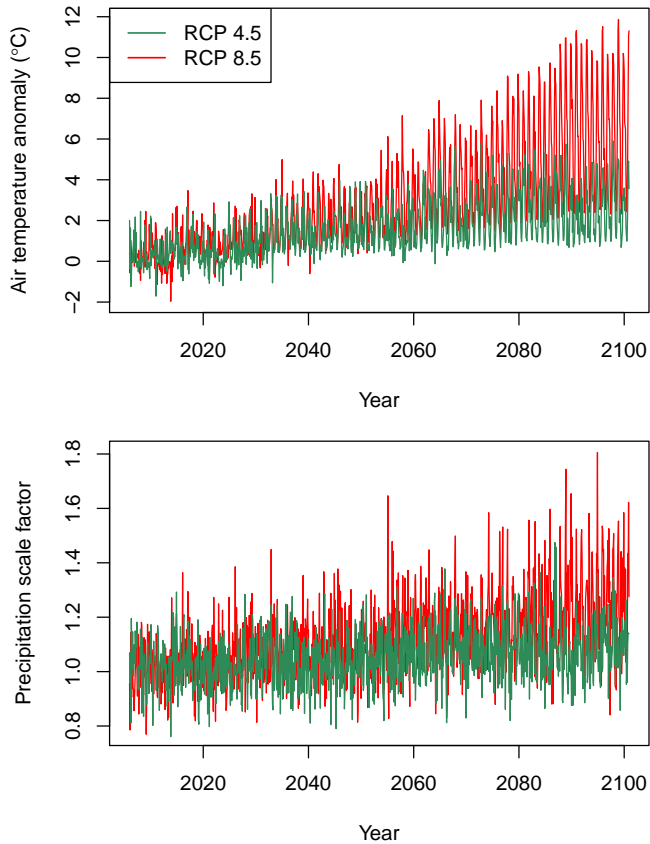 Air temperature anomaly (°C)
12
10
8
6
4
2
0
−2
RCP 4.5
RCP 8.5
2020 2040 2060 2080 2100
Year
Precipitation scale factor
1.8
1.6
1.4
1.2
1.0
0.8
2020 2040 2060 2080 2100
Year